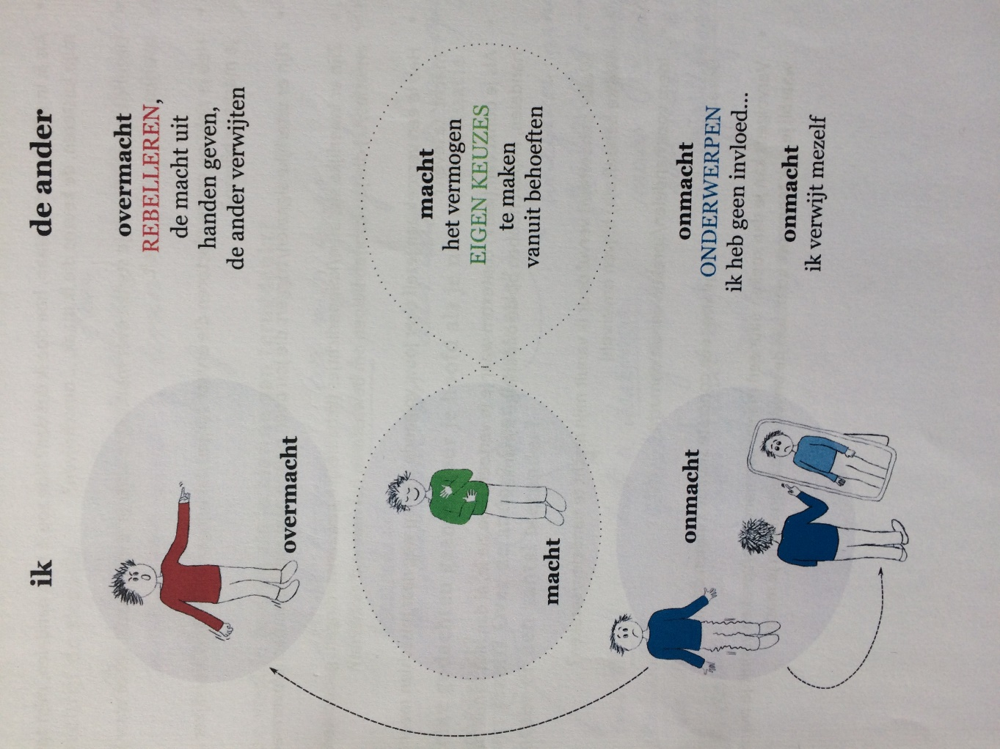 ik
de ander
overmacht
overmacht
REBELLEREN,
de macht uit
handen geven,
de ander verwijten
macht
macht
het vermogen
EIGEN KEUZES
te maken
vanuit behoeften
onmacht
onmacht
ONDERWERPEN
ik heb geen invloed...
onmacht
ik verwijt mezelf